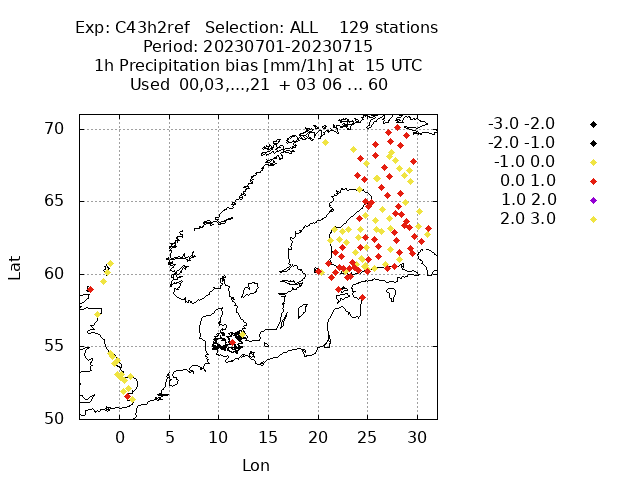 Exp: C43h2ref   Selection: ALL    129 stations
Period: 20230701-20230715
1h Precipitation bias [mm/1h] at  15 UTC
Used  00,03,...,21  + 03 06 ... 60
-3.0 -2.0
-2.0 -1.0
-1.0 0.0
0.0 1.0
1.0 2.0
2.0 3.0
70
65
60
55
50
Lat
0 5 10 15 20 25 30
Lon